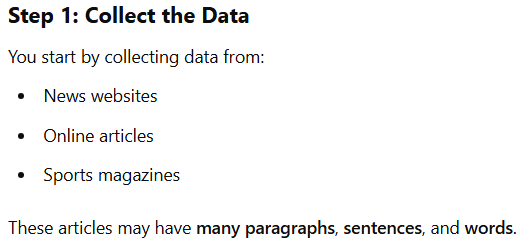 Step 1: Collect the Data
You start by collecting data from:
• News websites
• Online articles
• Sports magazines
These articles may have many paragraphs, sentences, and words.